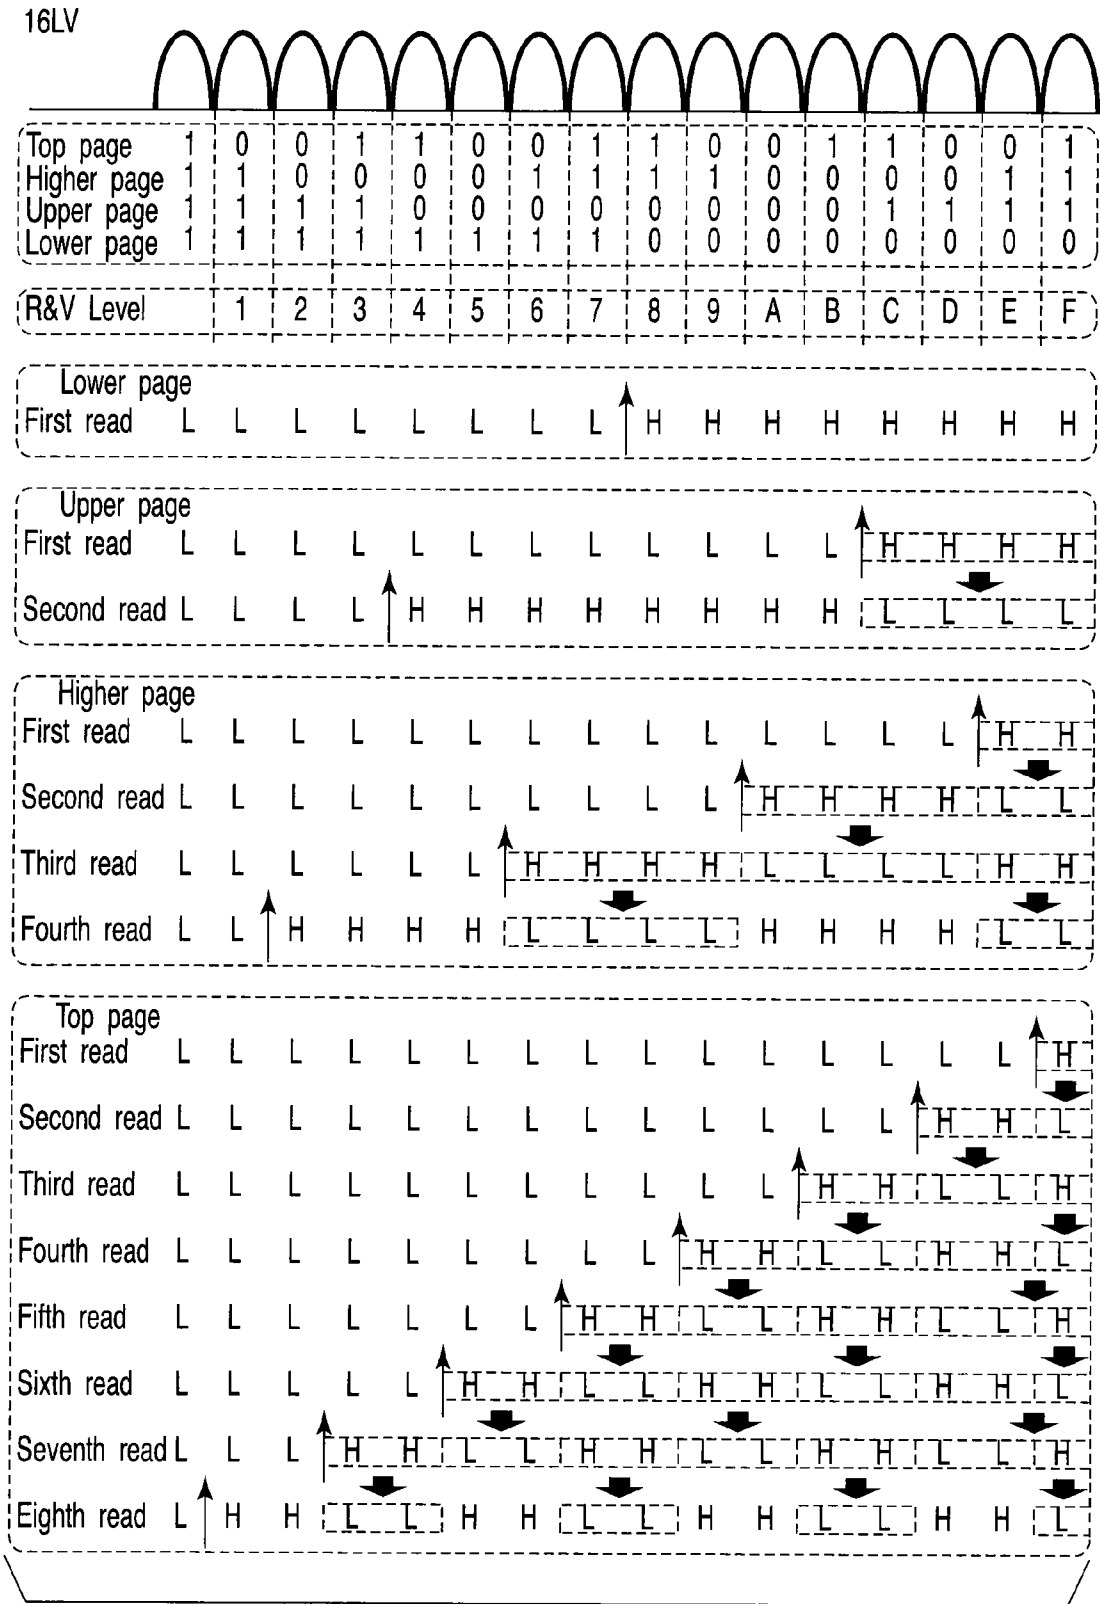 16LV
Top page 1 0 0 1 1 0 0 1 1 0 0 1 1 0 0 1
Higher page 1 1 0 0 0 0 1 1 1 1 0 0 0 0 1 1
Upper page 1 1 1 1 0 0 0 0 0 0 0 0 1 1 1 1
Lower page 1 1 1 1 1 1 1 1 0 0 0 0 0 0 0 0
R&V Level 1 2 3 4 5 6 7 8 9 A B C D E F
Lower page
First read L L L L L L L L H H H H H H H H
Upper page
First read L L L L L L L L L L L L H H H H
Second read L L L L H H H H H H H H L L L L
Higher page
First read L L L L L L L L L L L L L L H H
Second read L L L L L L L L L L H H H H L L
Third read L L L L L L H H H H L L L L H H
Fourth read L L H H H H L L L L H H H H L L
Top page
First read L L L L L L L L L L L L L L L H
Second read L L L L L L L L L L L L L H H L
Third read L L L L L L L L L L L H H L L H
Fourth read L L L L L L L L L H H L L H H L
Fifth read L L L L L L L H H L L H H L L H
Sixth read L L L L L H H L L H H L L H H L
Seventh read L L L H H L L H H L L H H L L H
Eighth read L H H L L H H L L H H L L H H L